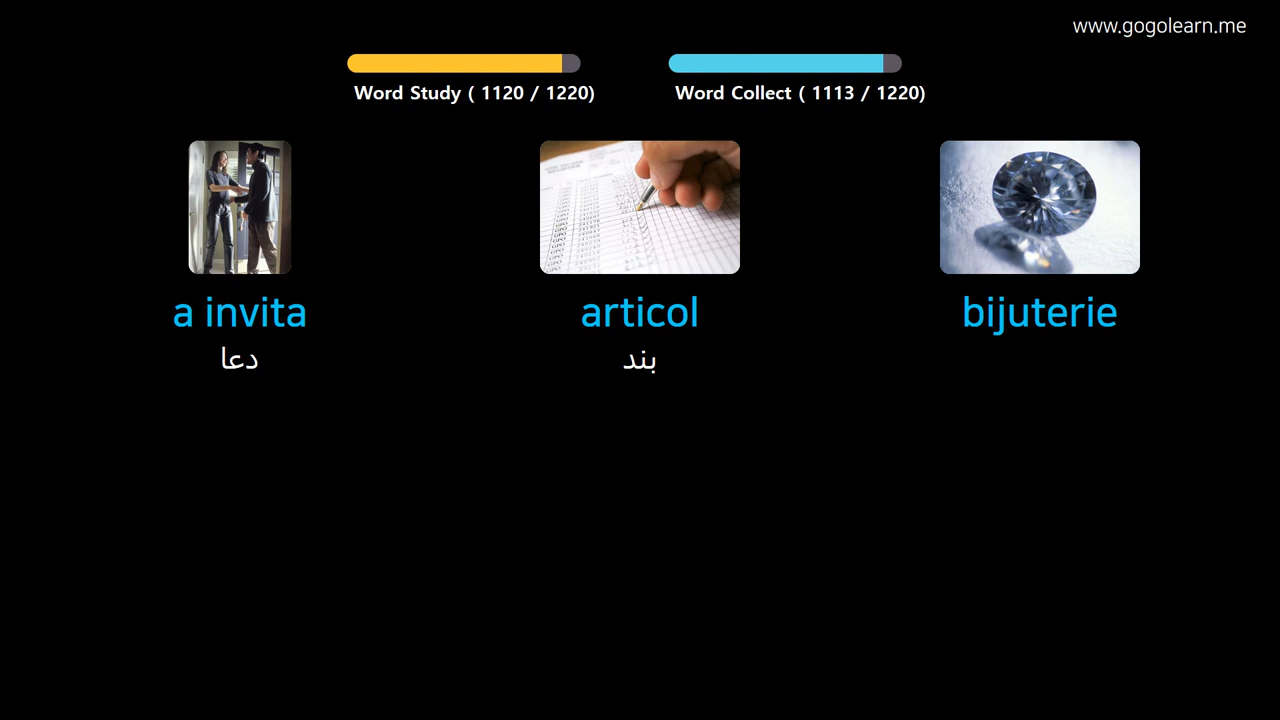 www.gogolearn.me
Word Study ( 1120 / 1220)
Word Collect ( 1113 / 1220)
a invita
articol
bijuterie
دعا
بند